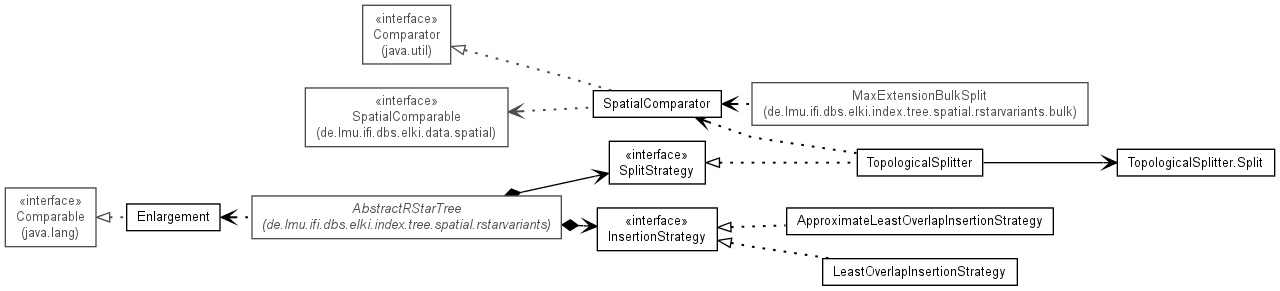 «interface»
Comparator
(java.util)
«interface»
SpatialComparable
(de.lmu.ifi.dbs.elki.data.spatial)
SpatialComparator
MaxExtensionBulkSplit
(de.lmu.ifi.dbs.elki.index.tree.spatial.rstarvariants.bulk)
«interface»
SplitStrategy
TopologicalSplitter
TopologicalSplitter.Split
«interface»
Comparable
(java.lang)
Enlargement
AbstractRStarTree
(de.lmu.ifi.dbs.elki.index.tree.spatial.rstarvariants)
«interface»
InsertionStrategy
ApproximateLeastOverlapInsertionStrategy
LeastOverlapInsertionStrategy